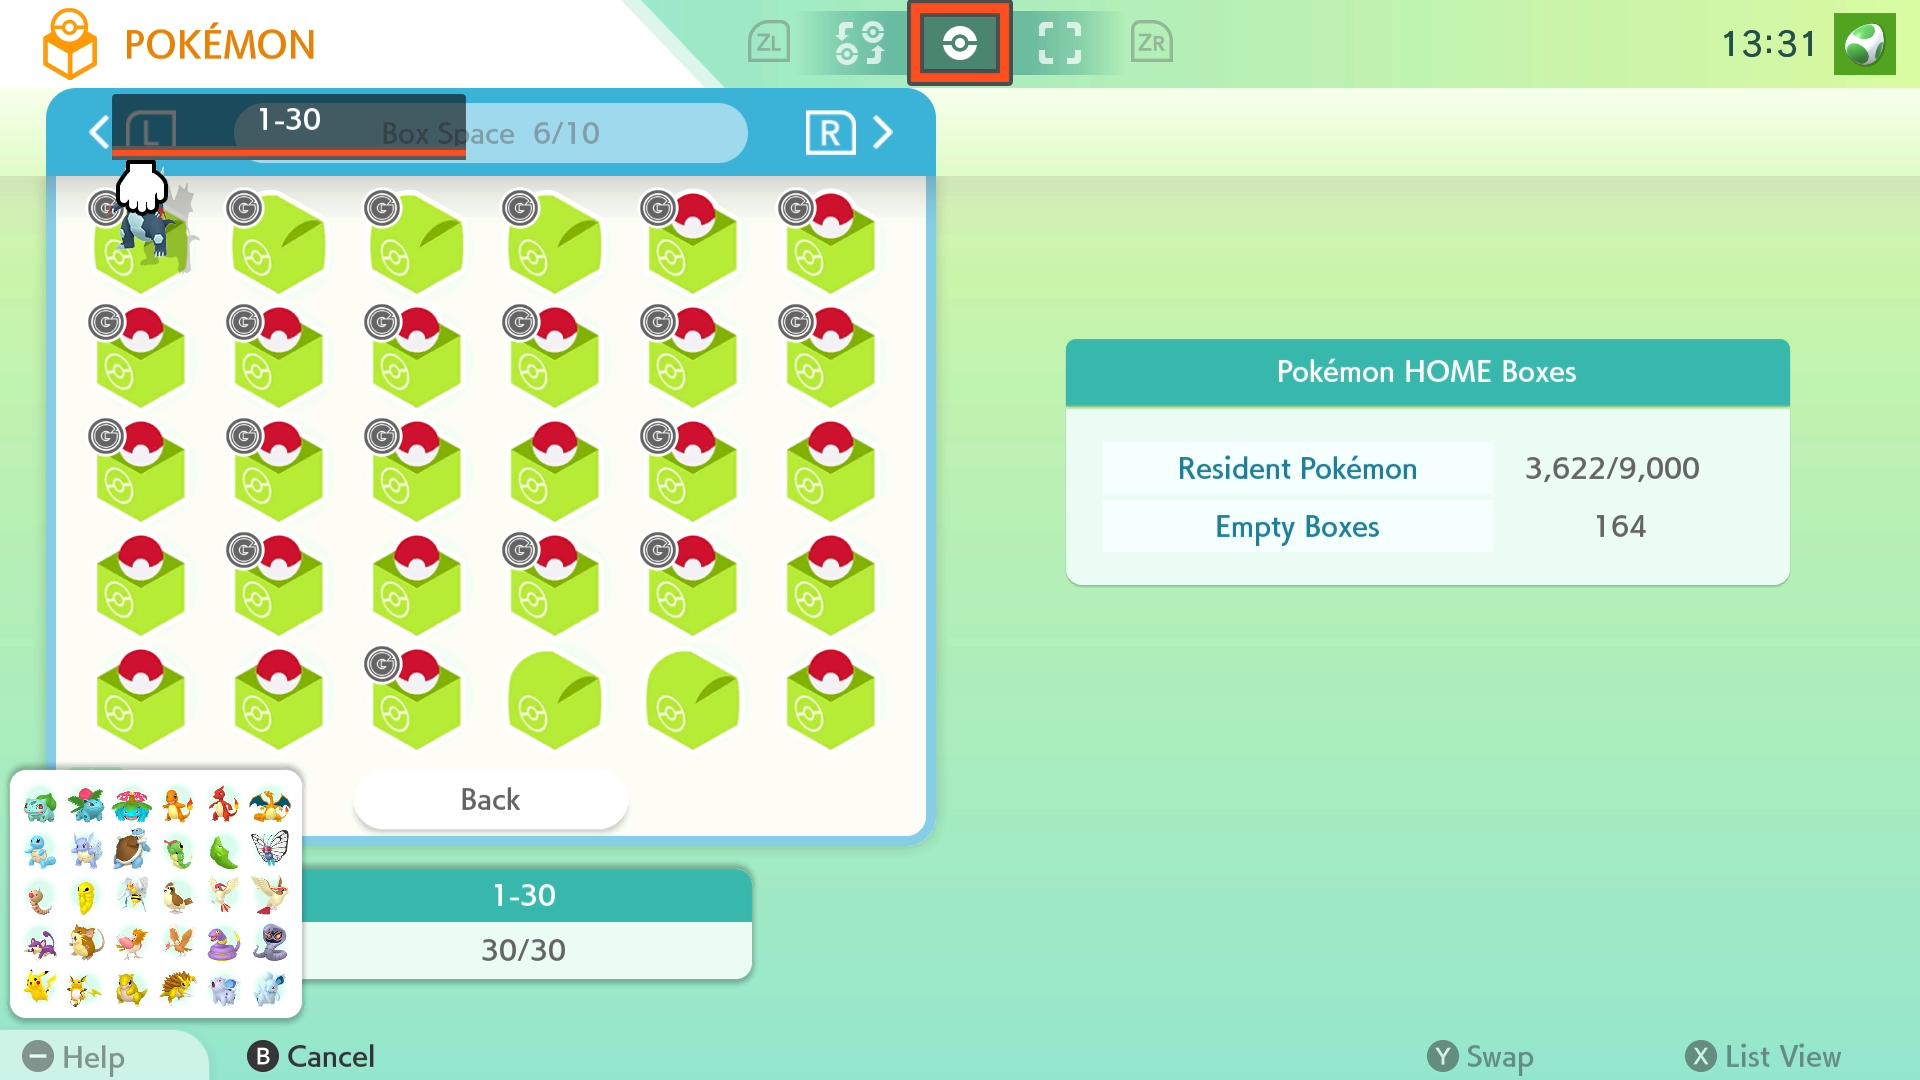 POKÉMON
ZL
ZR
13:31
L
1-30
Box Space 6/10
R
Pokémon HOME Boxes
Resident Pokémon 3,622/9,000
Empty Boxes 164
Back
1-30
30/30
Help
B Cancel
Y Swap
X List View